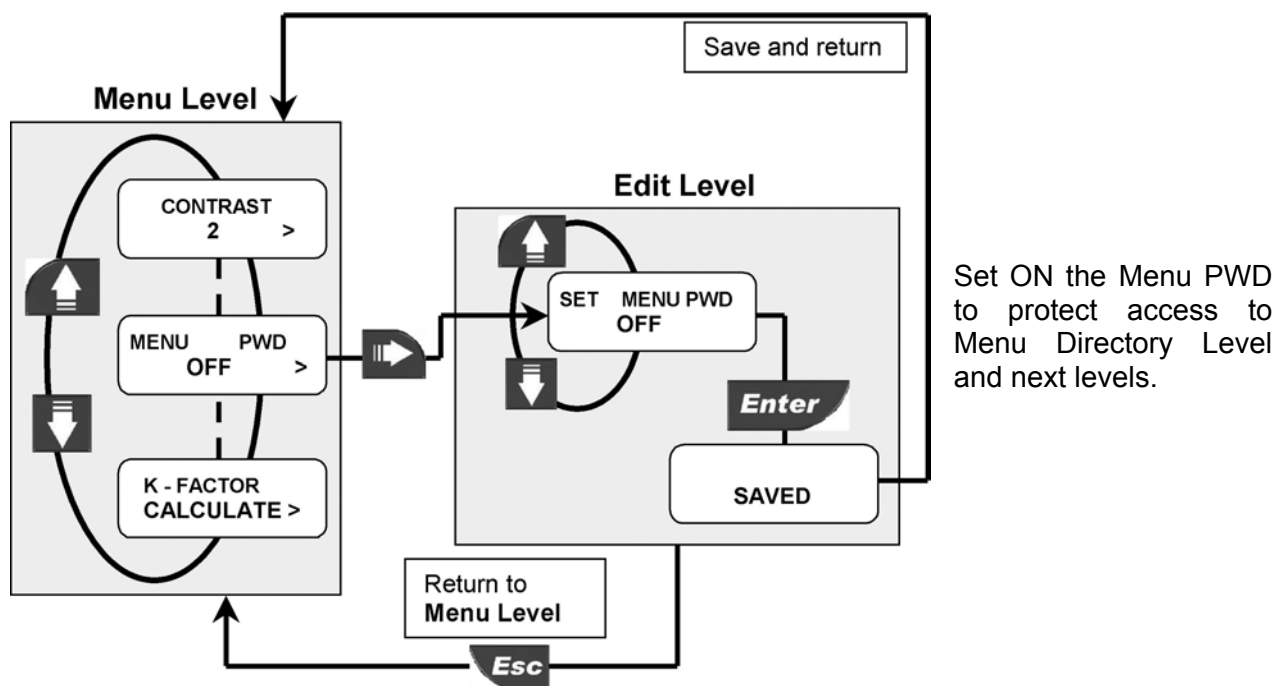 Save and return
Menu Level
CONTRAST
2 >
MENU PWD
OFF >
K - FACTOR
CALCULATE >
Edit Level
SET MENU PWD
OFF
Enter
SAVED
Return to
Menu Level
Esc
Set ON the Menu PWD
to protect access to
Menu Directory Level
and next levels.